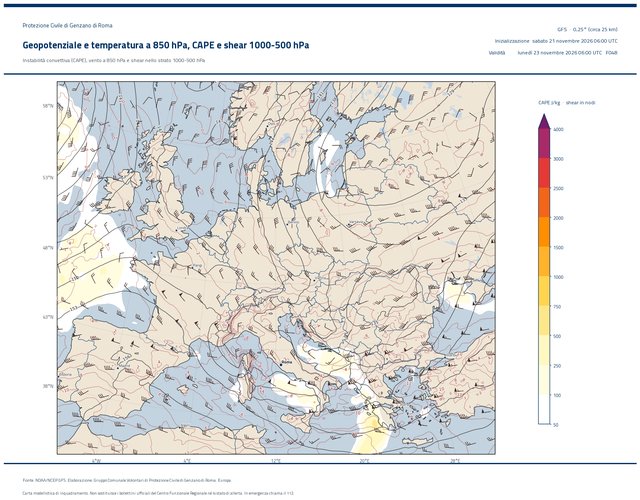 Protezione Civile di Genzano di Roma
Geopotenziale e temperatura a 850 hPa, CAPE e shear 1000-500 hPa
Instabilità convettiva (CAPE), vento a 850 hPa e shear nello strato 1000-500 hPa
GFS · 0,25° (circa 25 km)
Inizializzazione sabato 21 novembre 2026 06:00 UTC
Validità lunedì 23 novembre 2026 06:00 UTC F048
CAPE J/kg · shear in nodi
58°N
53°N
48°N
43°N
38°N
4°W
4°E
12°E
20°E
28°E
Roma
4000
3000
2500
2000
1500
1000
750
500
250
100
50
Fonte: NOAA/NCEP GFS. Elaborazione: Gruppo Comunale Volontari di Protezione Civile di Genzano di Roma. Europa.
Carta modellistica di inquadramento. Non sostituisce i bollettini ufficiali del Centro Funzionale Regionale né lo stato di allerta. In emergenza chiama il 112.